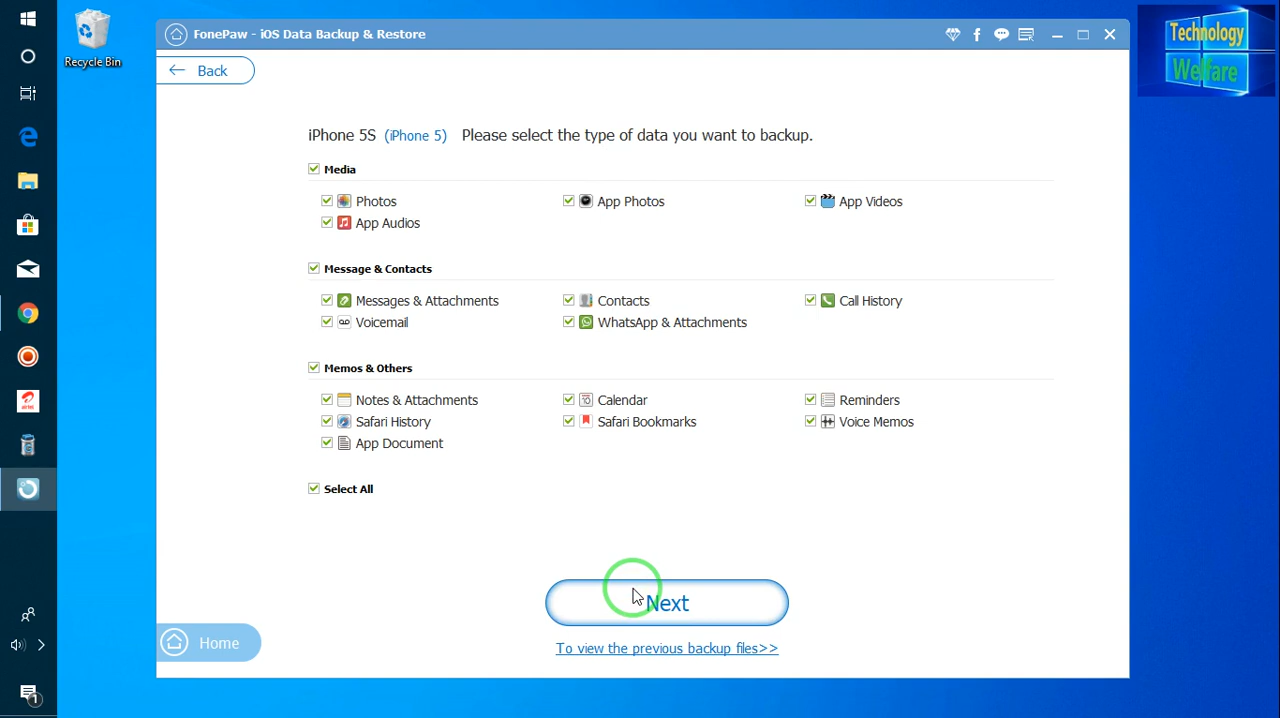 Recycle Bin
FonePaw - iOS Data Backup & Restore
Technology
Welfare
Back
iPhone 5S (iPhone 5) Please select the type of data you want to backup.
Media
Photos App Photos App Videos
App Audios
Message & Contacts
Messages & Attachments Contacts Call History
Voicemail WhatsApp & Attachments
Memos & Others
Notes & Attachments Calendar Reminders
Safari History Safari Bookmarks Voice Memos
App Document
Select All
Next
Home
To view the previous backup files>>
airtel
1